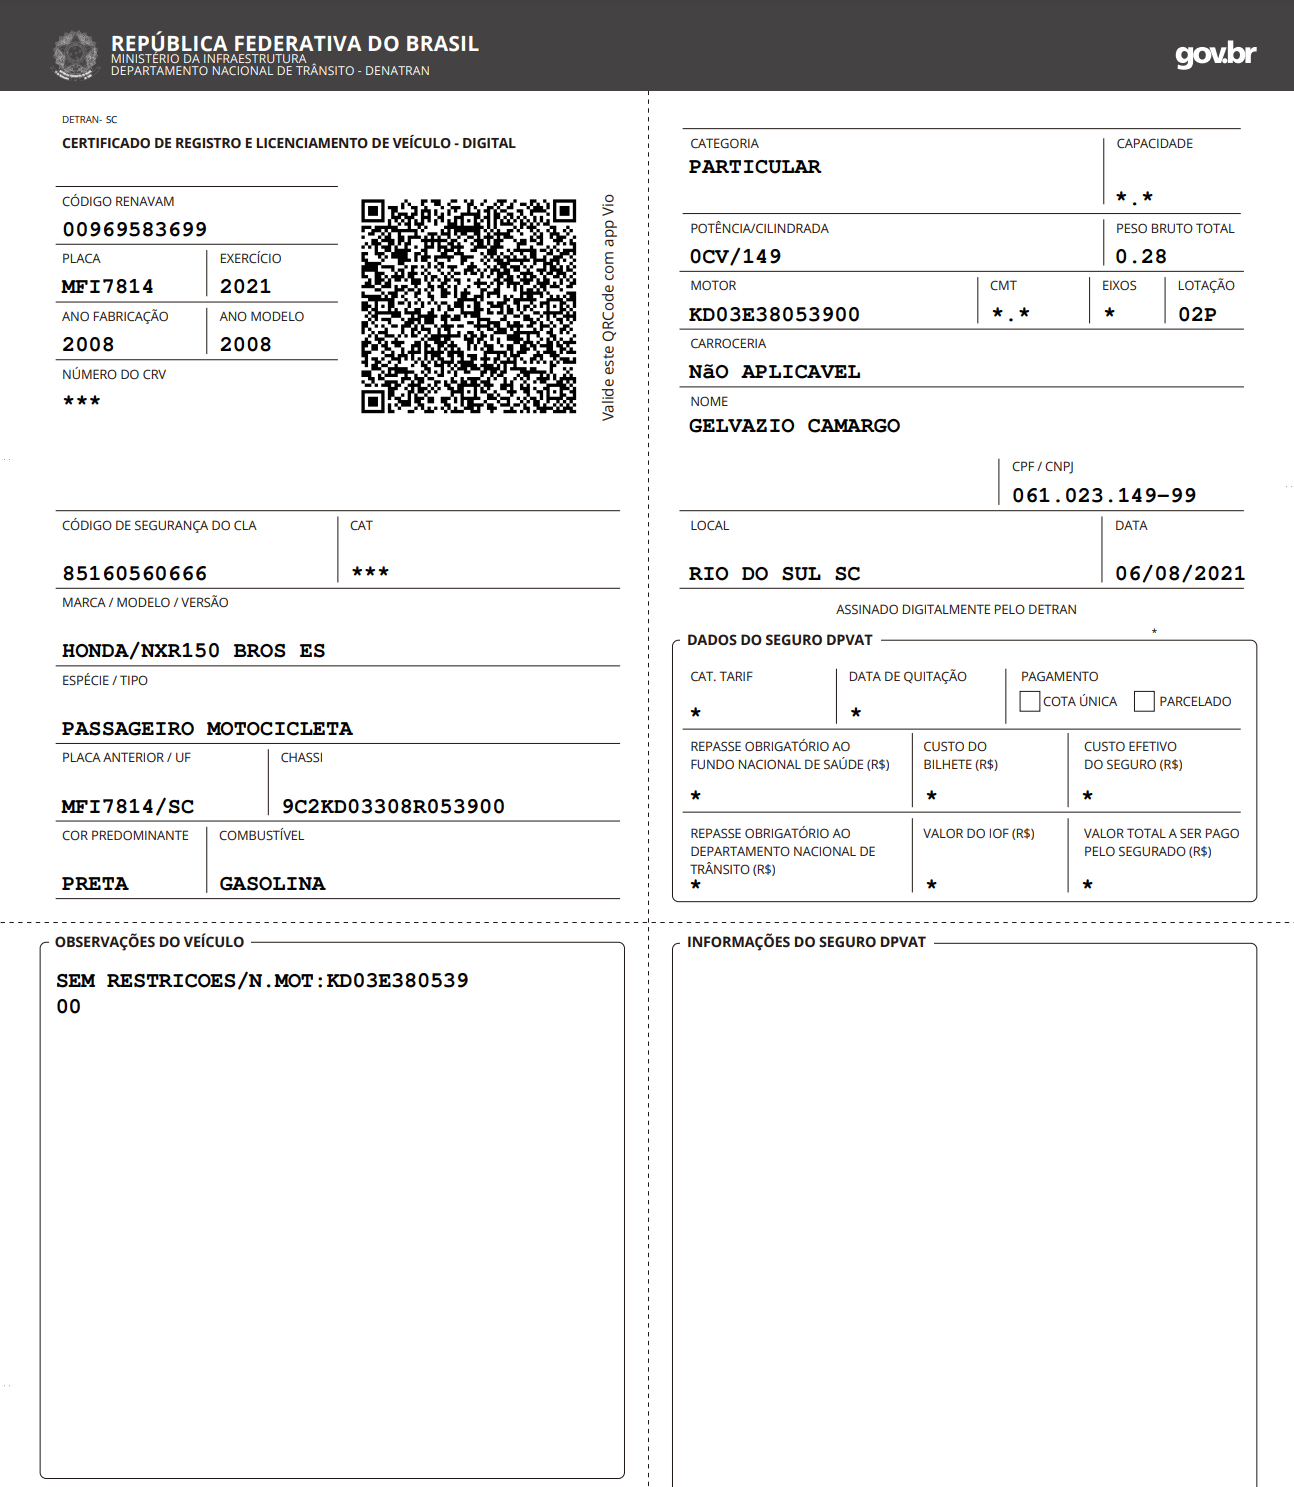 REPÚBLICA FEDERATIVA DO BRASIL
MINISTÉRIO DA INFRAESTRUTURA
DEPARTAMENTO NACIONAL DE TRÂNSITO - DENATRAN
gov.br
DETRAN- SC
CERTIFICADO DE REGISTRO E LICENCIAMENTO DE VEÍCULO - DIGITAL
CÓDIGO RENAVAM
00969583699
PLACA EXERCÍCIO
MFI7814 2021
ANO FABRICAÇÃO ANO MODELO
2008 2008
NÚMERO DO CRV
***
Valide este QRCode com app Vio
CÓDIGO DE SEGURANÇA DO CLA CAT
85160560666 ***
MARCA / MODELO / VERSÃO
HONDA/NXR150 BROS ES
ESPÉCIE / TIPO
PASSAGEIRO MOTOCICLETA
PLACA ANTERIOR / UF CHASSI
MFI7814/SC 9C2KD03308R053900
COR PREDOMINANTE COMBUSTÍVEL
PRETA GASOLINA
CATEGORIA CAPACIDADE
PARTICULAR
*.*
POTÊNCIA/CILINDRADA PESO BRUTO TOTAL
0CV/149 0.28
MOTOR CMT EIXOS LOTAÇÃO
KD03E38053900 *.* * 02P
CARROCERIA
NãO APLICAVEL
NOME
GELVAZIO CAMARGO
CPF / CNPJ
061.023.149-99
LOCAL DATA
RIO DO SUL SC 06/08/2021
ASSINADO DIGITALMENTE PELO DETRAN
*
DADOS DO SEGURO DPVAT
CAT. TARIF DATA DE QUITAÇÃO PAGAMENTO
* * COTA ÚNICA PARCELADO
REPASSE OBRIGATÓRIO AO CUSTO DO CUSTO EFETIVO
FUNDO NACIONAL DE SAÚDE (R$) BILHETE (R$) DO SEGURO (R$)
* * *
REPASSE OBRIGATÓRIO AO VALOR DO IOF (R$) VALOR TOTAL A SER PAGO
DEPARTAMENTO NACIONAL DE PELO SEGURADO (R$)
TRÂNSITO (R$)
* * *
OBSERVAÇÕES DO VEÍCULO
SEM RESTRICOES/N.MOT:KD03E380539
00
INFORMAÇÕES DO SEGURO DPVAT